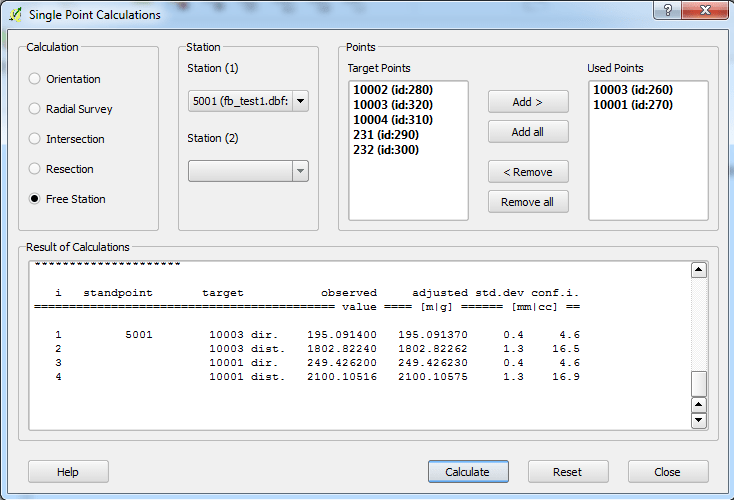 Single Point Calculations
?
Calculation
Orientation
Radial Survey
Intersection
Resection
Free Station
Station
Station (1)
5001 (fb_test1.dbf:
Station (2)
Points
Target Points
10002 (id:280)
10003 (id:320)
10004 (id:310)
231 (id:290)
232 (id:300)
Add >
Add all
< Remove
Remove all
Used Points
10003 (id:260)
10001 (id:270)
Result of Calculations
i standpoint target observed adjusted std.dev conf.i.
=========================================== value ==== [m|g] ====== [mm|cc] ==
1 5001 10003 dir. 195.091400 195.091370 0.4 4.6
2 10003 dist. 1802.82240 1802.82262 1.3 16.5
3 10001 dir. 249.426200 249.426230 0.4 4.6
4 10001 dist. 2100.10516 2100.10575 1.3 16.9
Help
Calculate
Reset
Close